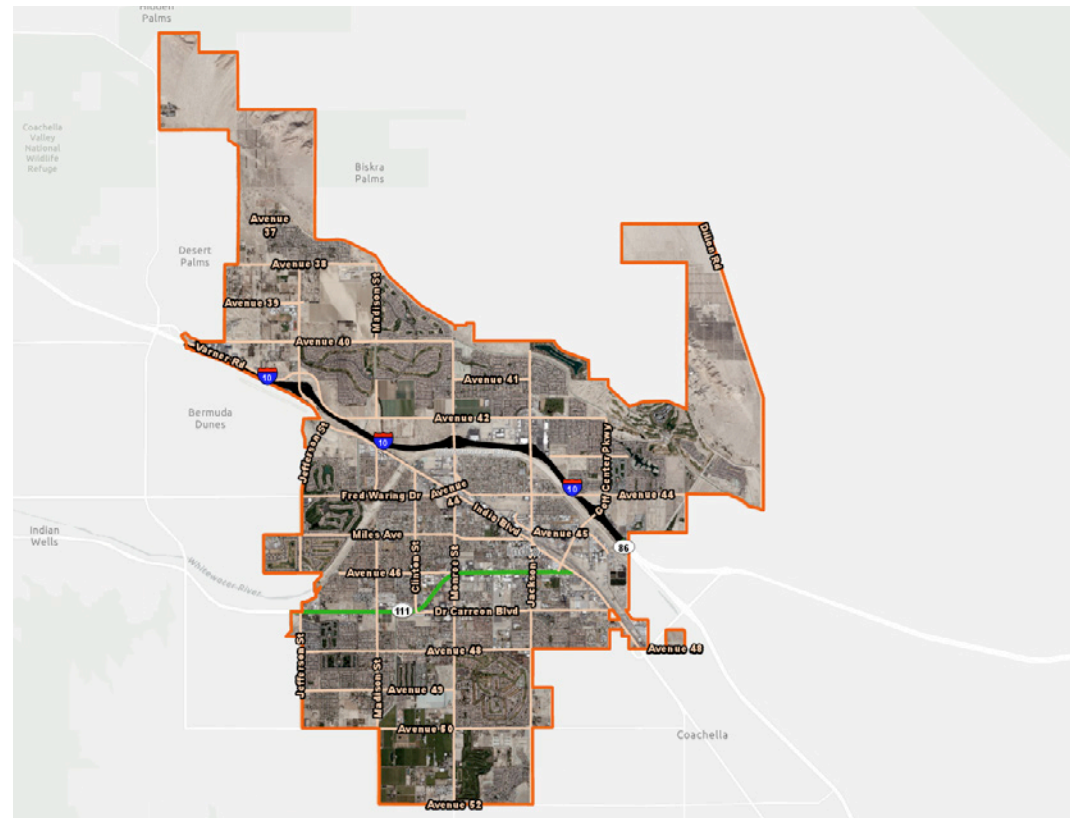 Hidden
Palms
Coachella
Valley
National
Wildlife
Refuge
Biskra
Palms
Avenue
37
Desert
Palms
Dillon Rd
Avenue 38
Madison St
Avenue 39
Varner Rd
Avenue 40
10
Avenue 41
Bermuda
Dunes
Avenue 42
Jefferson St
10
Golf Center Pkwy
10
Fred Waring Dr
Avenue
44
Avenue 44
Indio Blvd
Indian
Wells
Miles Ave
Avenue 45
86
Whitewater River
Avenue 46
Clinton St
Monroe St
Jackson St
111
Dr Carreon Blvd
Jefferson St
Madison St
Avenue 48
Avenue 48
Avenue 49
Avenue 50
Coachella
Avenue 52